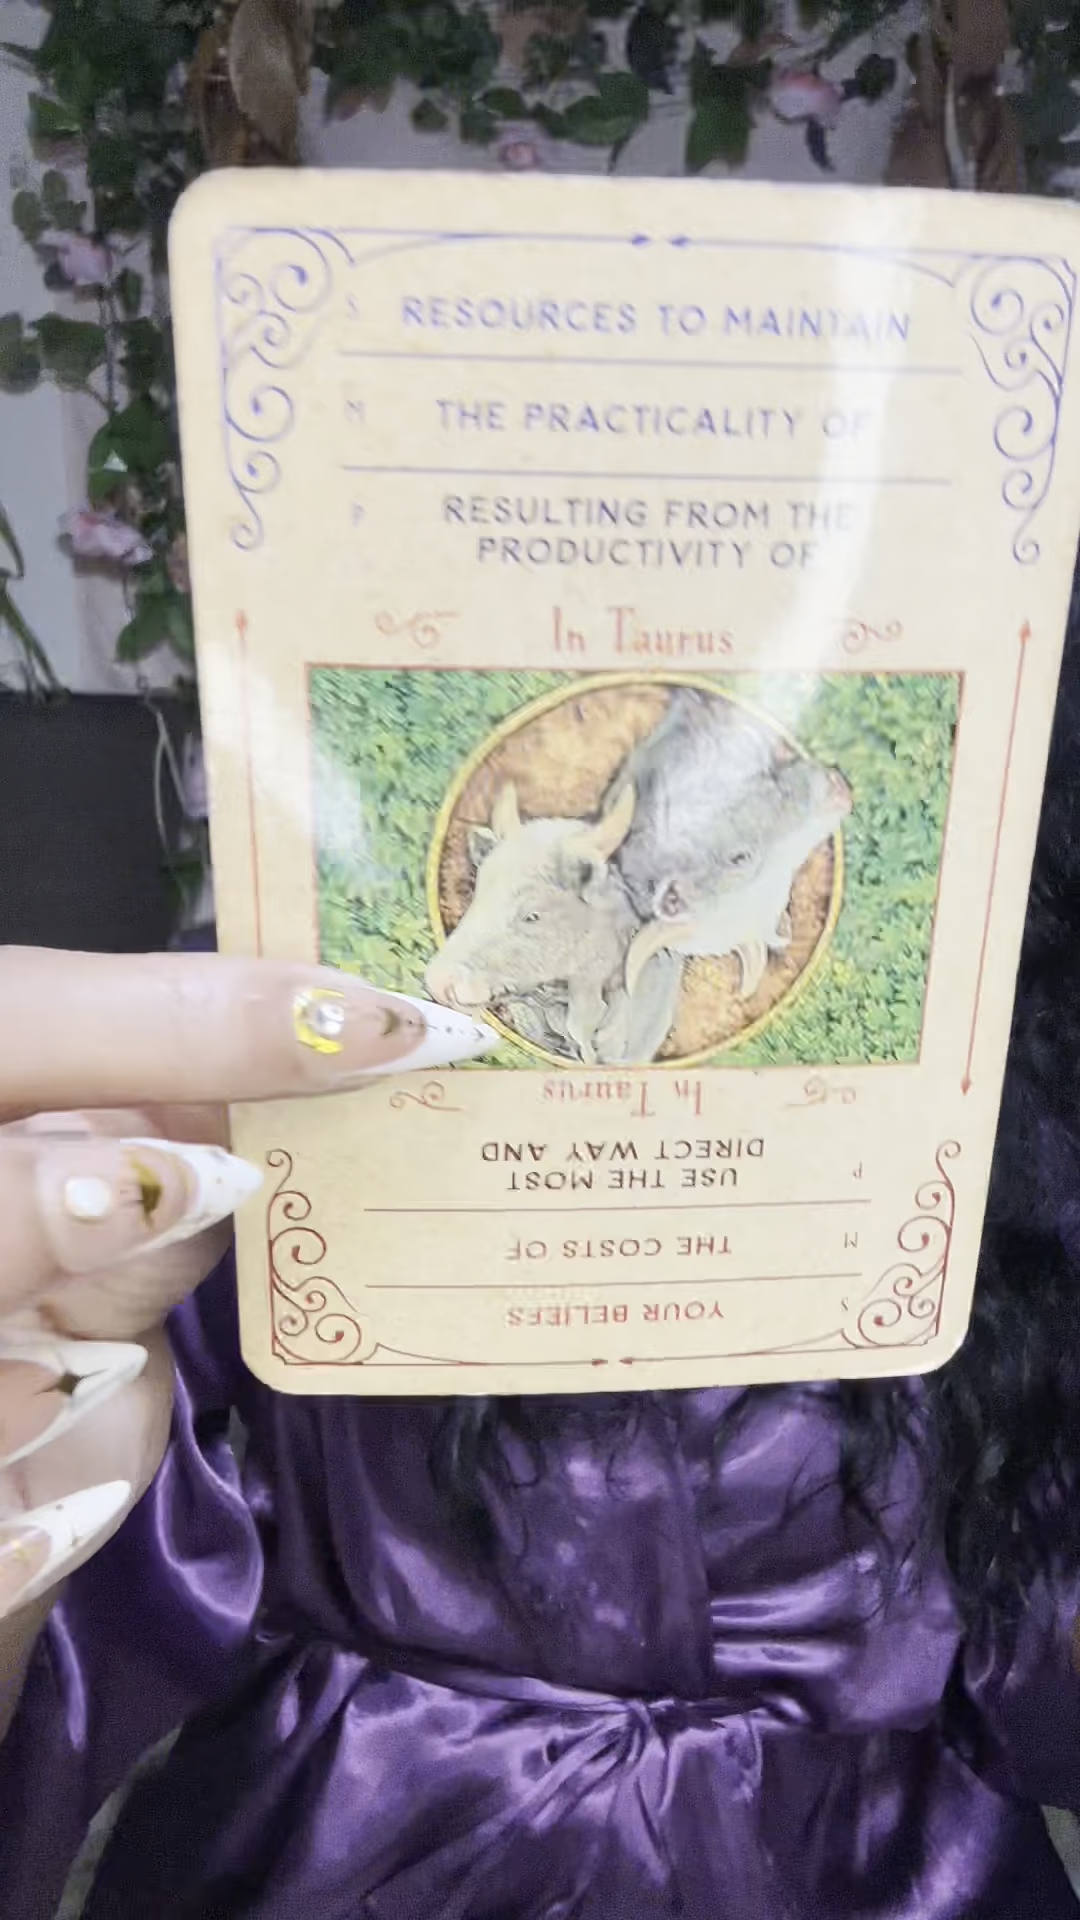 S RESOURCES TO MAINTAIN
M THE PRACTICALITY OF
P RESULTING FROM THE
PRODUCTIVITY OF
In Taurus
In Taurus
DIRECT WAY AND
P USE THE MOST
M THE COSTS OF
S YOUR BELIEFS